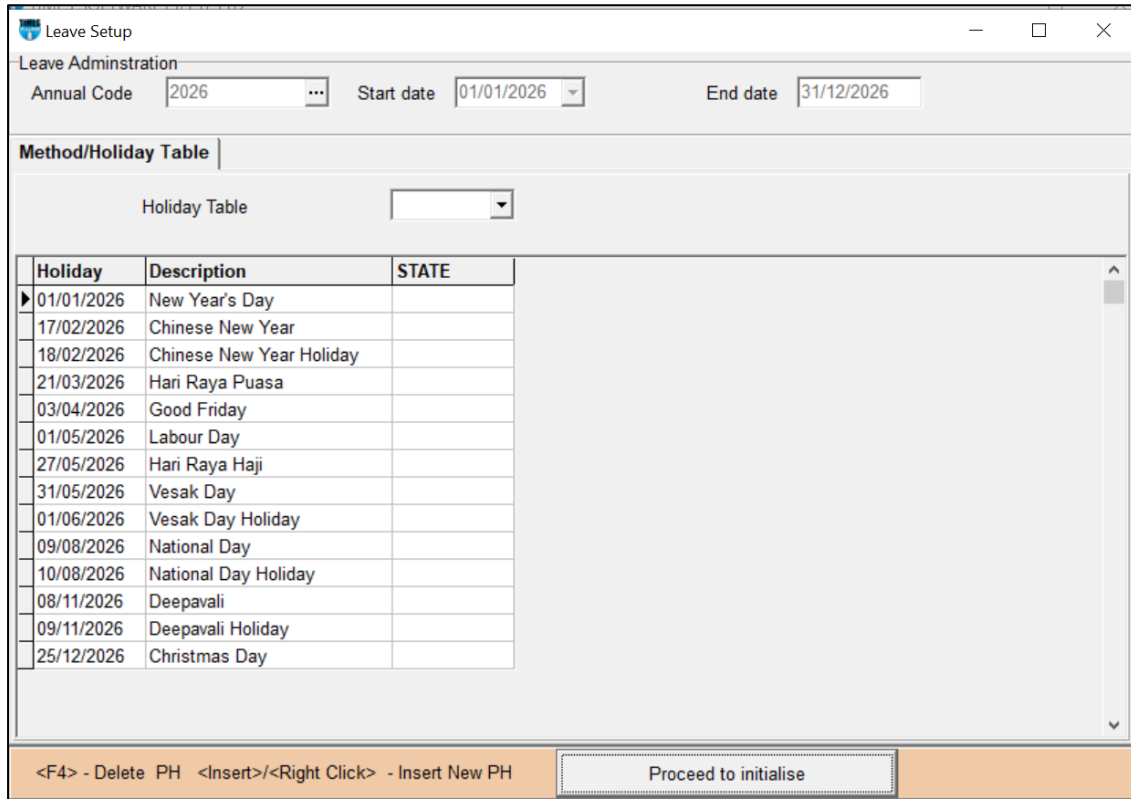 Leave Setup
Leave Adminstration
Annual Code 2026 ... Start date 01/01/2026 End date 31/12/2026
Method/Holiday Table
Holiday Table
Holiday Description STATE
01/01/2026 New Year's Day
17/02/2026 Chinese New Year
18/02/2026 Chinese New Year Holiday
21/03/2026 Hari Raya Puasa
03/04/2026 Good Friday
01/05/2026 Labour Day
27/05/2026 Hari Raya Haji
31/05/2026 Vesak Day
01/06/2026 Vesak Day Holiday
09/08/2026 National Day
10/08/2026 National Day Holiday
08/11/2026 Deepavali
09/11/2026 Deepavali Holiday
25/12/2026 Christmas Day
<F4> - Delete PH <Insert>/<Right Click> - Insert New PH Proceed to initialise